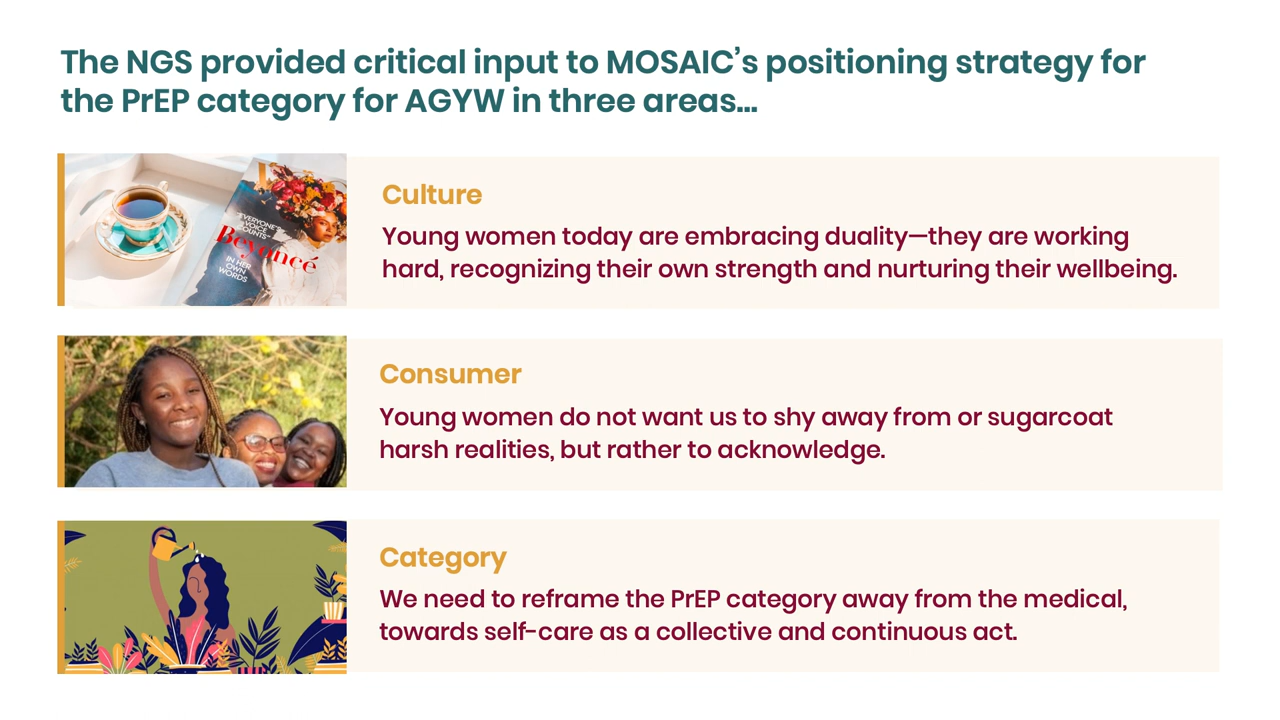 The NGS provided critical input to MOSAIC’s positioning strategy for
the PrEP category for AGYW in three areas...
V
"EVERYONE'S
VOICE
COUNTS"
Beyoncé
IN HER
OWN
WORDS
Culture
Young women today are embracing duality—they are working
hard, recognizing their own strength and nurturing their wellbeing.
Consumer
Young women do not want us to shy away from or sugarcoat
harsh realities, but rather to acknowledge.
Category
We need to reframe the PrEP category away from the medical,
towards self-care as a collective and continuous act.